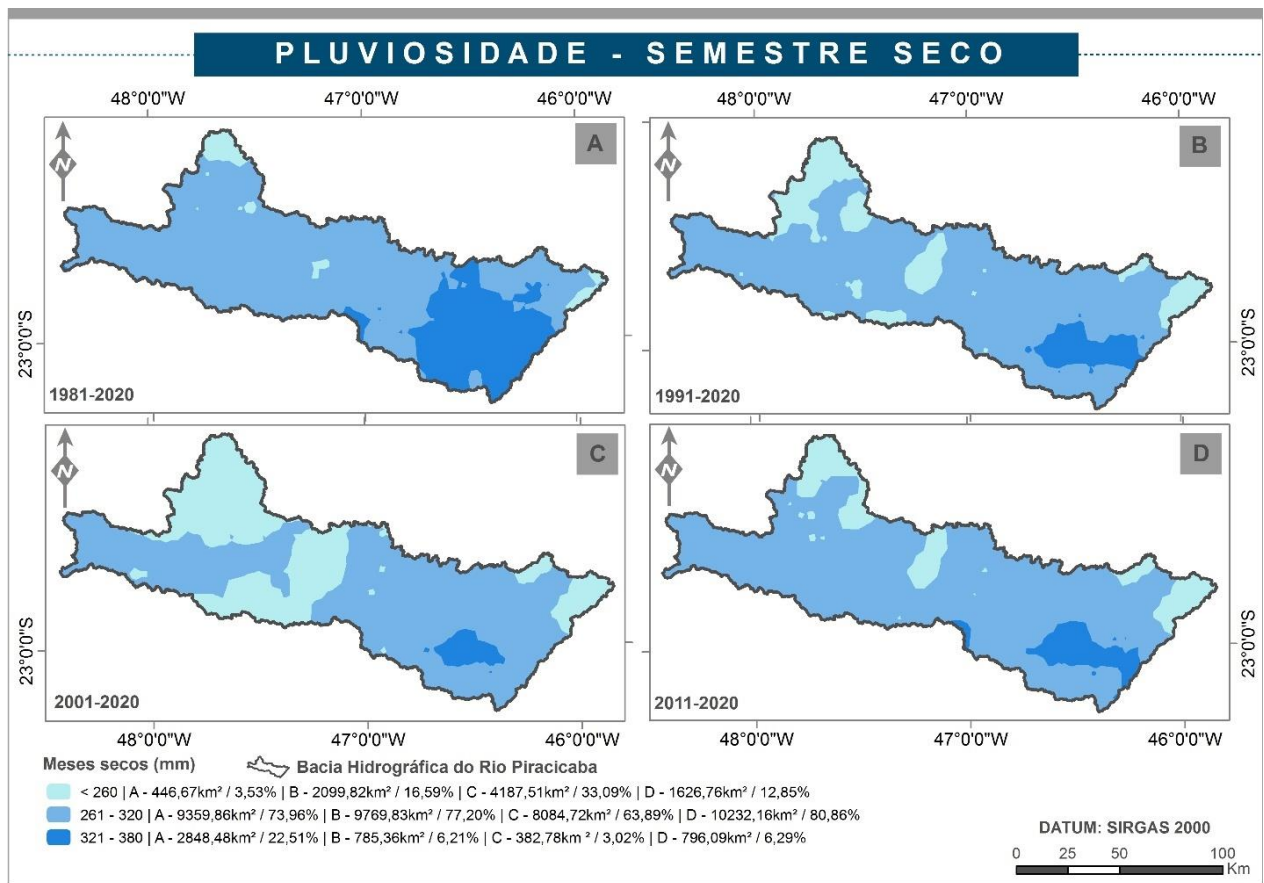 PLUVIOSIDADE - SEMESTRE SECO
48°0'0"W 47°0'0"W 46°0'0"W 48°0'0"W 47°0'0"W 46°0'0"W
N A N B
23°0'0"S 23°0'0"S
1981-2020 1991-2020
N C N D
23°0'0"S 23°0'0"S
2001-2020 2011-2020
48°0'0"W 47°0'0"W 46°0'0"W 48°0'0"W 47°0'0"W 46°0'0"W
Meses secos (mm) Bacia Hidrográfica do Rio Piracicaba
< 260 | A - 446,67km² / 3,53% | B - 2099,82km² / 16,59% | C - 4187,51km² / 33,09% | D - 1626,76km² / 12,85%
261 - 320 | A - 9359,86km² / 73,96% | B - 9769,83km² / 77,20% | C - 8084,72km² / 63,89% | D - 10232,16km² / 80,86%
321 - 380 | A - 2848,48km² / 22,51% | B - 785,36km² / 6,21% | C - 382,78km² / 3,02% | D - 796,09km² / 6,29%
DATUM: SIRGAS 2000
0 25 50 100
Km